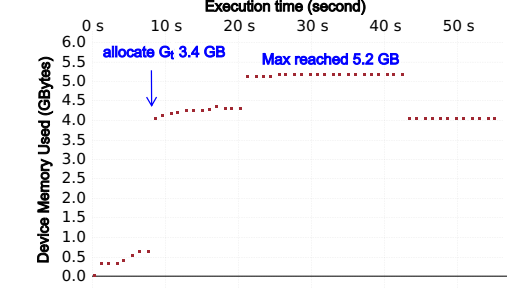 Execution time (second)
0 s 10 s 20 s 30 s 40 s 50 s
6.0
allocate Gt 3.4 GB
Max reached 5.2 GB
5.5
5.0
4.5
4.0
3.5
3.0
2.5
2.0
1.5
1.0
0.5
0.0
Device Memory Used (GBytes)